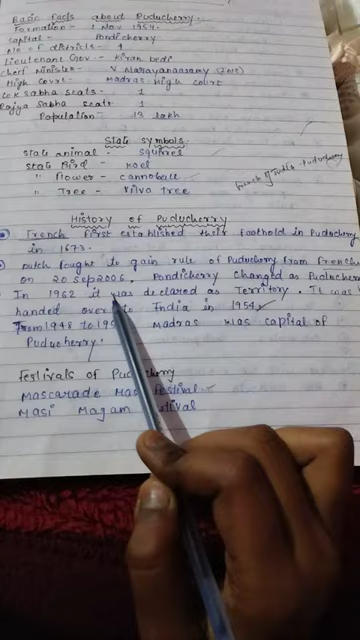 Basic facts about Puducherry.
Formation - 1 Nov 1954.
Capital - Pondicherry
No of districts - 4
Lieutenant Gov. - Kiran bedi
Chief Minister - V Narayanasamy (INC)
High Court - Madras High court
Lok sabha seats - 1
Rajya Sabha seats 1
Population - 13 lakh
State symbols
State animal - squirrel
State Bird - Koel
" flower - cannonball
" Tree - Vilva tree
French of India - Puducherry
History of Puducherry
French first established their foothold in Puducherry
in 1673.
Dutch fought to gain rule of Puducherry from French
on 20 Sep 2006. Pondicherry changed as Puducherry
In 1962 it was declared as Territory. It was
handed over to India in 1954
From 1948 to Madras was capital of
Puducherry.
Festivals of Puducherry
Mascarade Mas Festival
Masi Magam